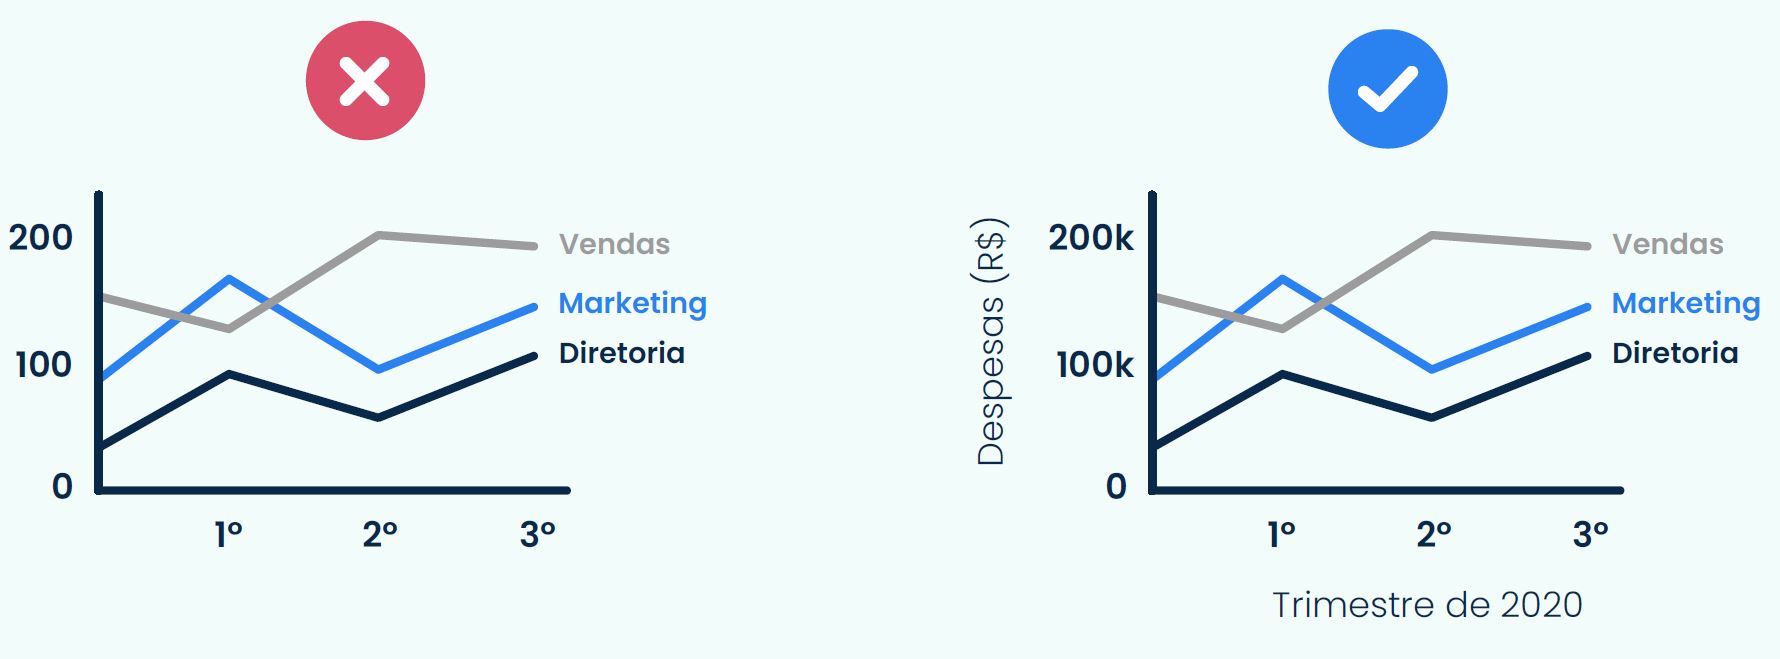 200
100
0
1º
2º
3º
Vendas
Marketing
Diretoria
Despesas (R$)
200k
100k
0
1º
2º
3º
Vendas
Marketing
Diretoria
Trimestre de 2020